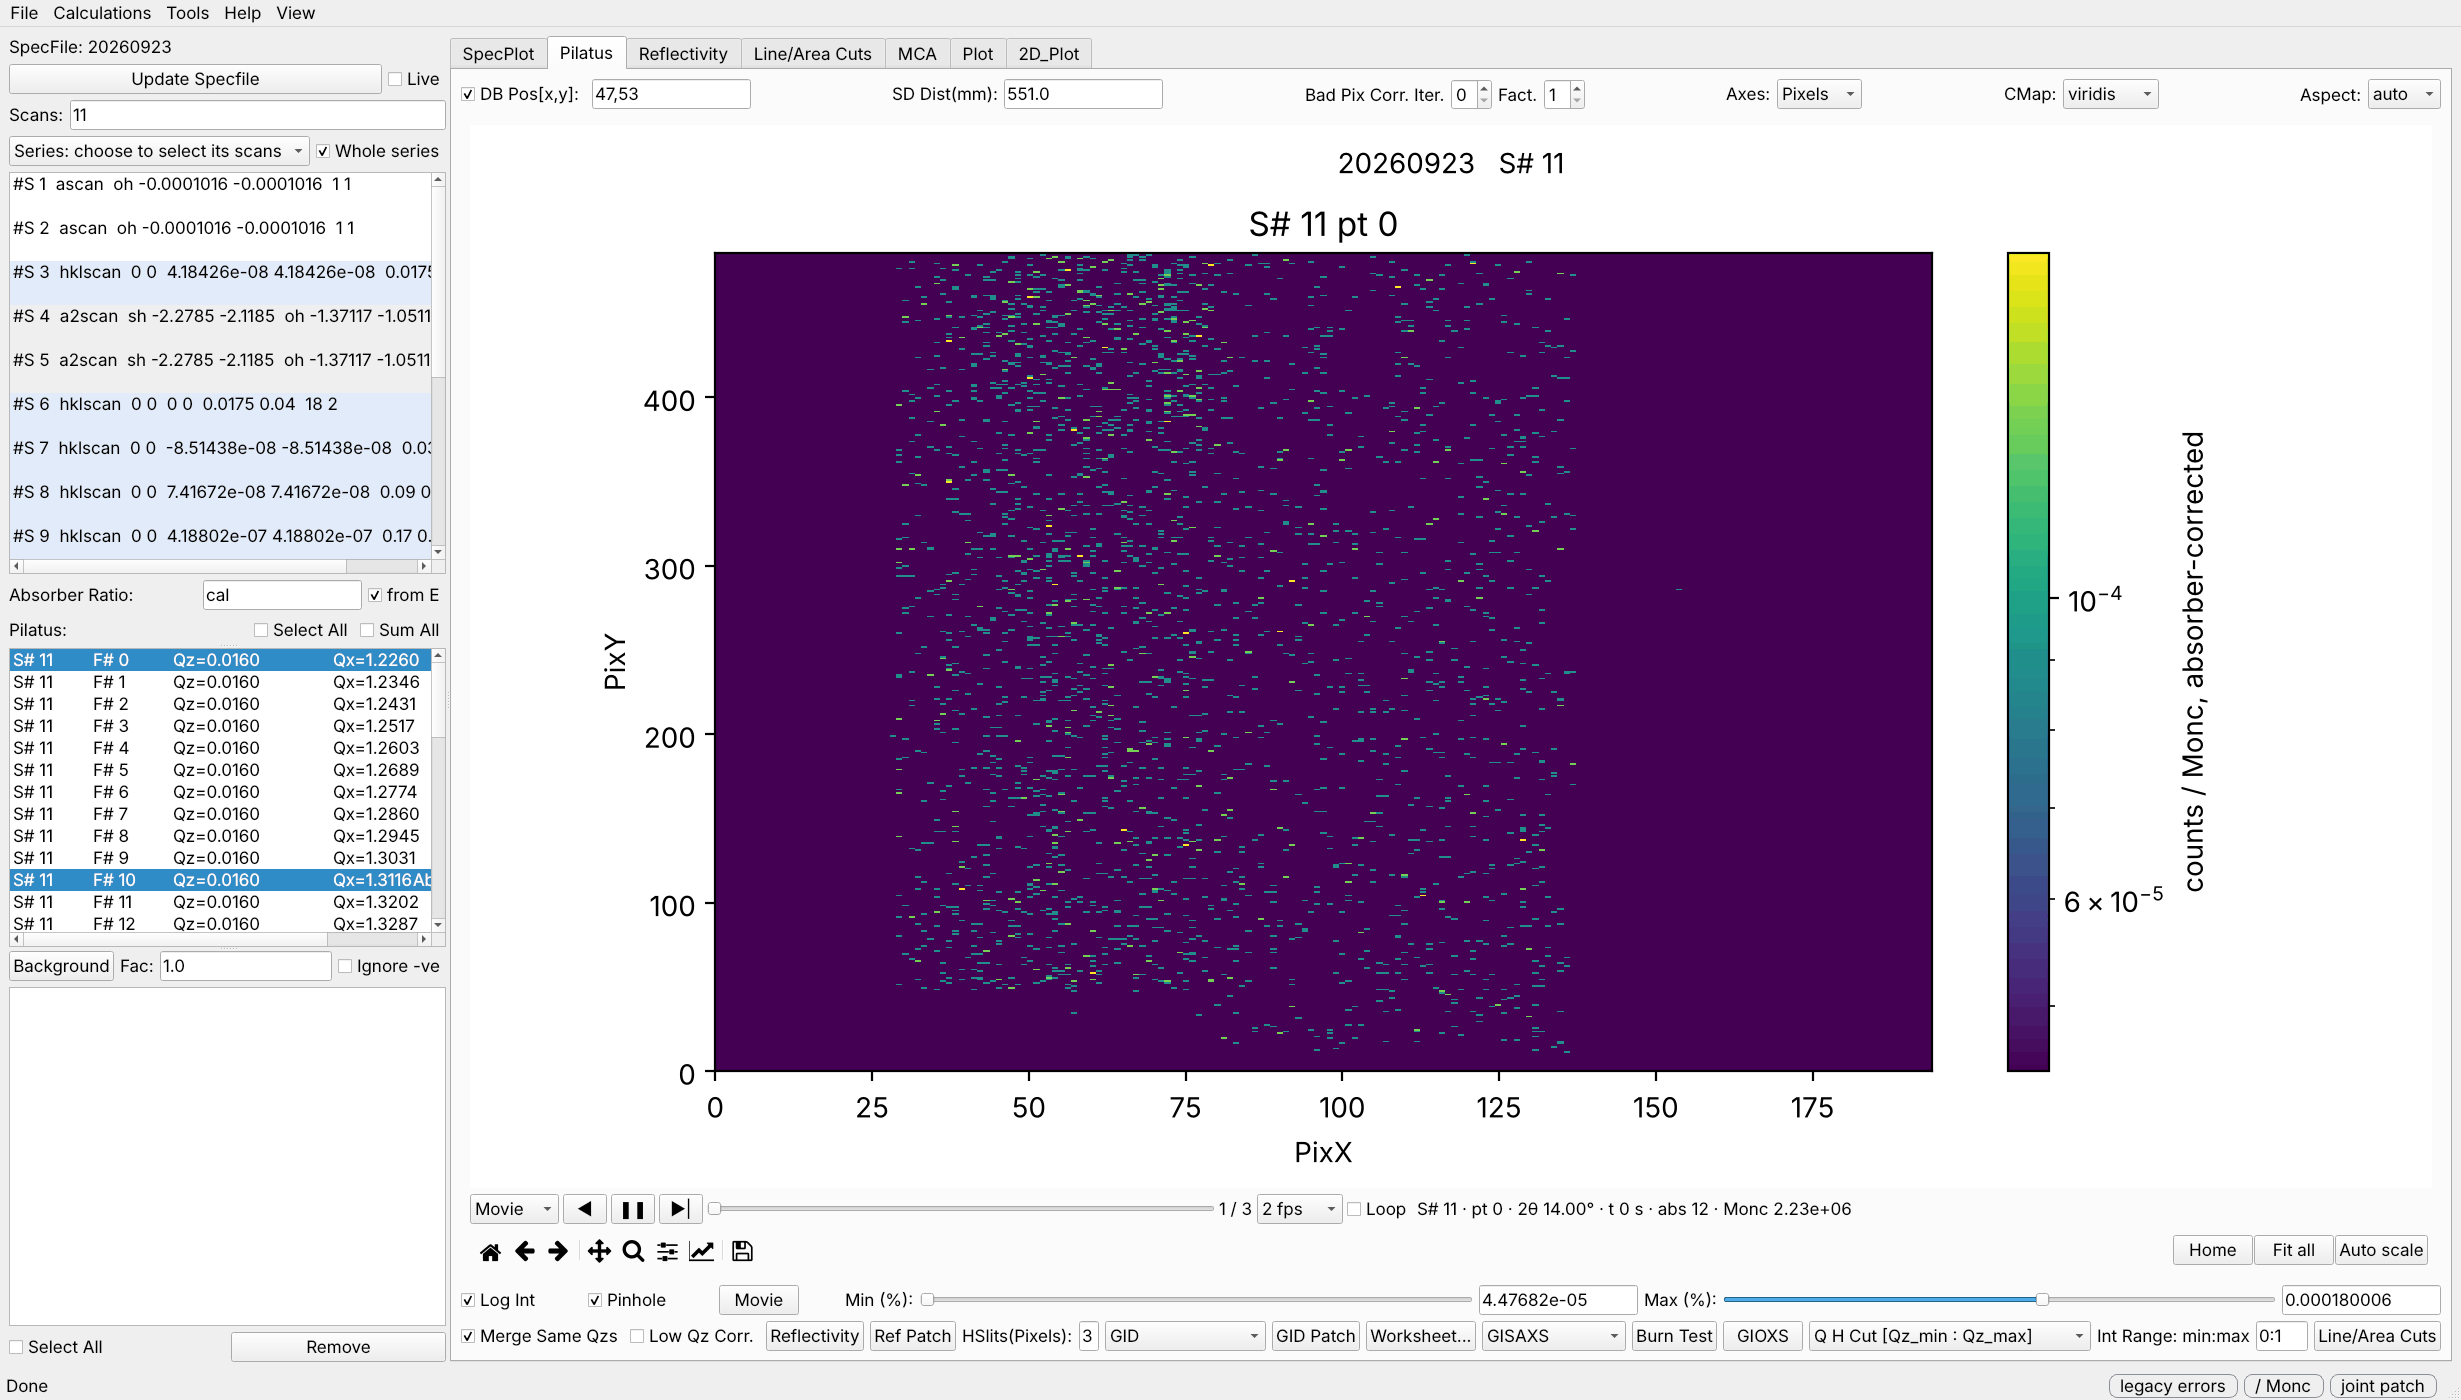 File Calculations Tools Help View
SpecFile: 20260923
Update Specfile Live
Scans: 11
Series: choose to select its scans Whole series
#S 1 ascan oh -0.0001016 -0.0001016 1 1
#S 2 ascan oh -0.0001016 -0.0001016 1 1
#S 3 hklscan 0 0 4.18426e-08 4.18426e-08 0.0175
#S 4 a2scan sh -2.2785 -2.1185 oh -1.37117 -1.0511
#S 5 a2scan sh -2.2785 -2.1185 oh -1.37117 -1.0511
#S 6 hklscan 0 0 0 0 0.0175 0.04 18 2
#S 7 hklscan 0 0 -8.51438e-08 -8.51438e-08 0.03
#S 8 hklscan 0 0 7.41672e-08 7.41672e-08 0.09 0
#S 9 hklscan 0 0 4.18802e-07 4.18802e-07 0.17 0.
Absorber Ratio: cal from E
Pilatus: Select All Sum All
S# 11 F# 0 Qz=0.0160 Qx=1.2260
S# 11 F# 1 Qz=0.0160 Qx=1.2346
S# 11 F# 2 Qz=0.0160 Qx=1.2431
S# 11 F# 3 Qz=0.0160 Qx=1.2517
S# 11 F# 4 Qz=0.0160 Qx=1.2603
S# 11 F# 5 Qz=0.0160 Qx=1.2689
S# 11 F# 6 Qz=0.0160 Qx=1.2774
S# 11 F# 7 Qz=0.0160 Qx=1.2860
S# 11 F# 8 Qz=0.0160 Qx=1.2945
S# 11 F# 9 Qz=0.0160 Qx=1.3031
S# 11 F# 10 Qz=0.0160 Qx=1.3116Ab
S# 11 F# 11 Qz=0.0160 Qx=1.3202
S# 11 F# 12 Qz=0.0160 Qx=1.3287
Background Fac: 1.0 Ignore -ve
Select All Remove
Done
SpecPlot Pilatus Reflectivity Line/Area Cuts MCA Plot 2D_Plot
DB Pos[x,y]: 47,53 SD Dist(mm): 551.0 Bad Pix Corr. Iter. 0 Fact. 1 Axes: Pixels CMap: viridis Aspect: auto
20260923 S# 11
S# 11 pt 0
400
300
200
100
0
PixY
0 25 50 75 100 125 150 175
PixX
10⁻⁴
6 × 10⁻⁵
counts / Monc, absorber-corrected
Movie 1 / 3 2 fps Loop S# 11 · pt 0 · 2θ 14.00° · t 0 s · abs 12 · Monc 2.23e+06
Home Fit all Auto scale
Log Int Pinhole Movie Min (%): 4.47682e-05 Max (%): 0.000180006
Merge Same Qzs Low Qz Corr. Reflectivity Ref Patch HSlits(Pixels): 3 GID GID Patch Worksheet... GISAXS Burn Test GIOXS Q H Cut [Qz_min : Qz_max] Int Range: min:max 0:1 Line/Area Cuts
legacy errors / Monc joint patch